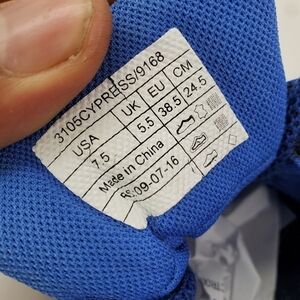 3105CYPRESS/9168
USA UK EU CM
7.5 5.5 38.5 24.5
Made in China
09-07-16